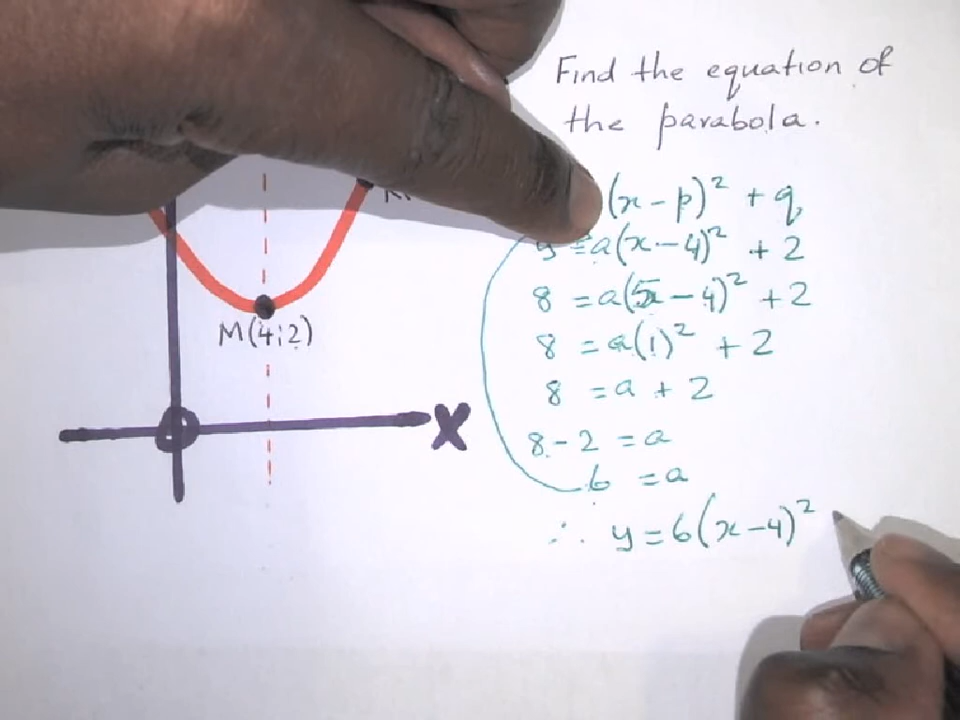 Find the equation of
the parabola.
(x-p)² + q
y = a(x-4)² + 2
8 = a(5-4)² + 2
8 = a(1)² + 2
M(4;2)
8 = a + 2
X
8-2 = a
6 = a
∴ y = 6(x-4)²